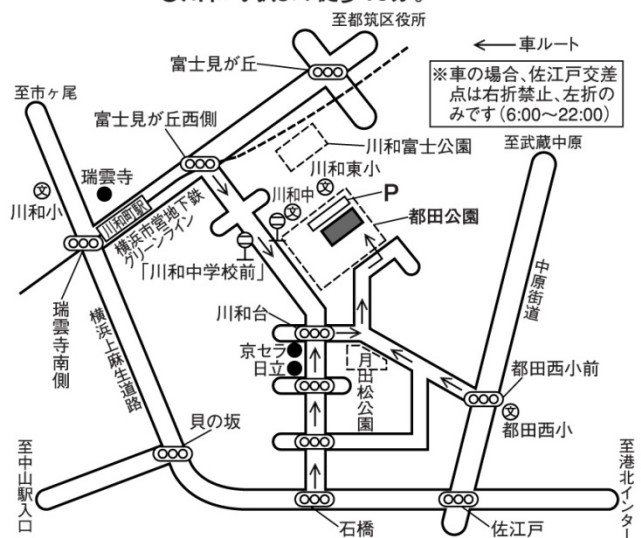 至都筑区役所
←車ルート
富士見が丘
※車の場合、佐江戸交差
点は右折禁止、左折の
みです(6:00～22:00)
至市ヶ尾
富士見が丘西側
川和富士公園
至武蔵中原
川和東小
瑞雲寺
文
川和小
川和町駅
横浜市営地下鉄
グリーンライン
川和中
文
文
P
都田公園
「川和中学校前」
中原街道
川和台
瑞雲寺南側
横浜上麻生道路
京セラ
日立
月出松公園
都田西小前
文
都田西小
貝の坂
至中山駅入口
石橋
佐江戸
至港北インター